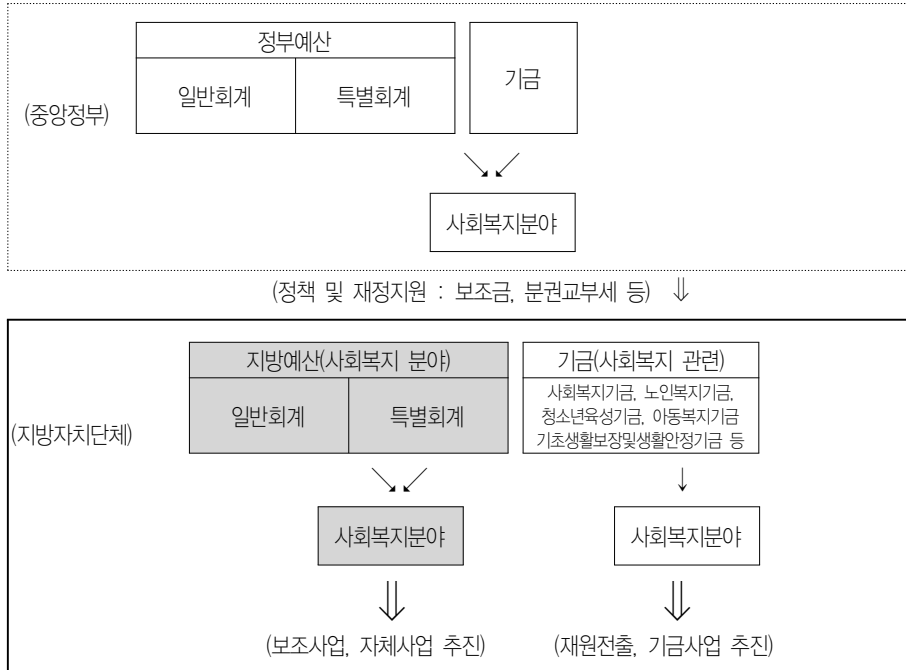 정부예산
일반회계 특별회계
기금
(중앙정부)
사회복지분야
(정책 및 재정지원 : 보조금, 분권교부세 등) ⇓
지방예산(사회복지 분야)
일반회계 특별회계
기금(사회복지 관련)
사회복지기금, 노인복지기금,
청소년육성기금, 아동복지기금
기초생활보장및생활안정기금 등
(지방자치단체)
사회복지분야
사회복지분야
(보조사업, 자체사업 추진)
(재원전출, 기금사업 추진)